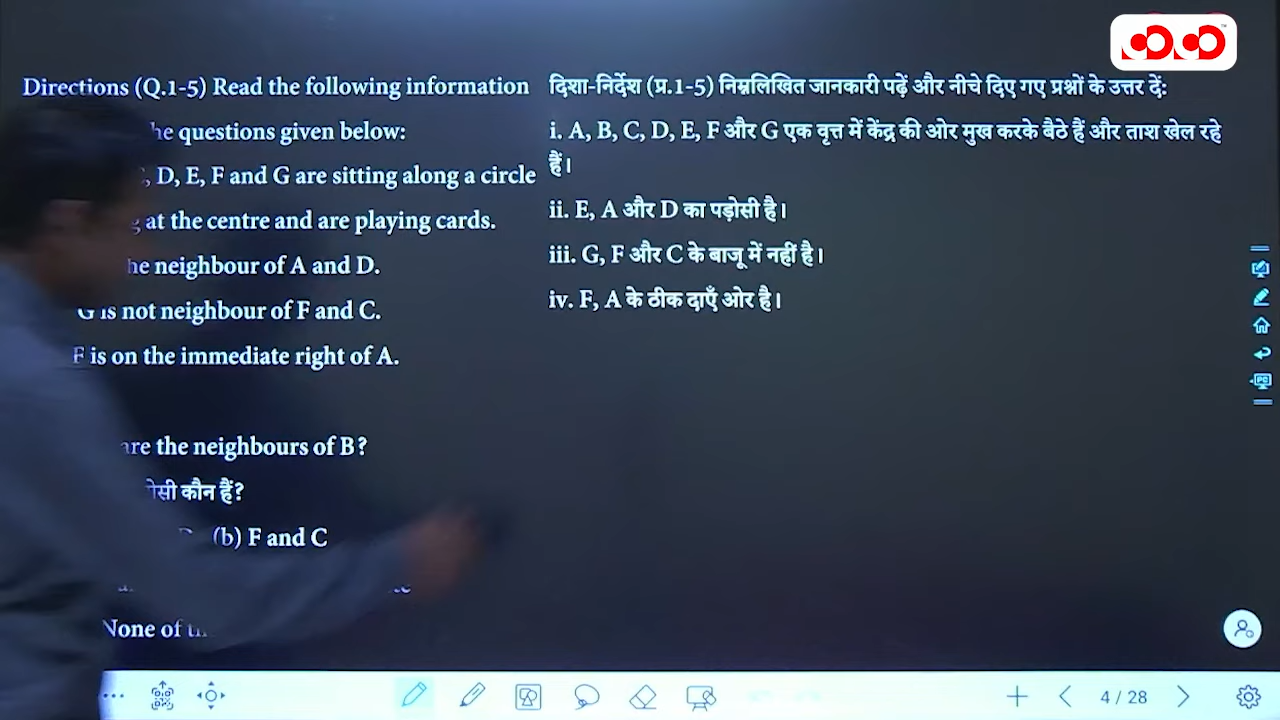 Directions (Q.1-5) Read the following information
the questions given below:
D, E, F and G are sitting along a circle
at the centre and are playing cards.
the neighbour of A and D.
G is not neighbour of F and C.
F is on the immediate right of A.
are the neighbours of B?
कौन हैं?
(b) F and C
None of
दिशा-निर्देश (प्र.1-5) निम्नलिखित जानकारी पढ़ें और नीचे दिए गए प्रश्नों के उत्तर दें:
i. A, B, C, D, E, F और G एक वृत्त में केंद्र की ओर मुख करके बैठे हैं और ताश खेल रहे
हैं।
ii. E, A और D का पड़ोसी है।
iii. G, F और C के बाजू में नहीं है।
iv. F, A के ठीक दाएँ ओर है।
4 / 28